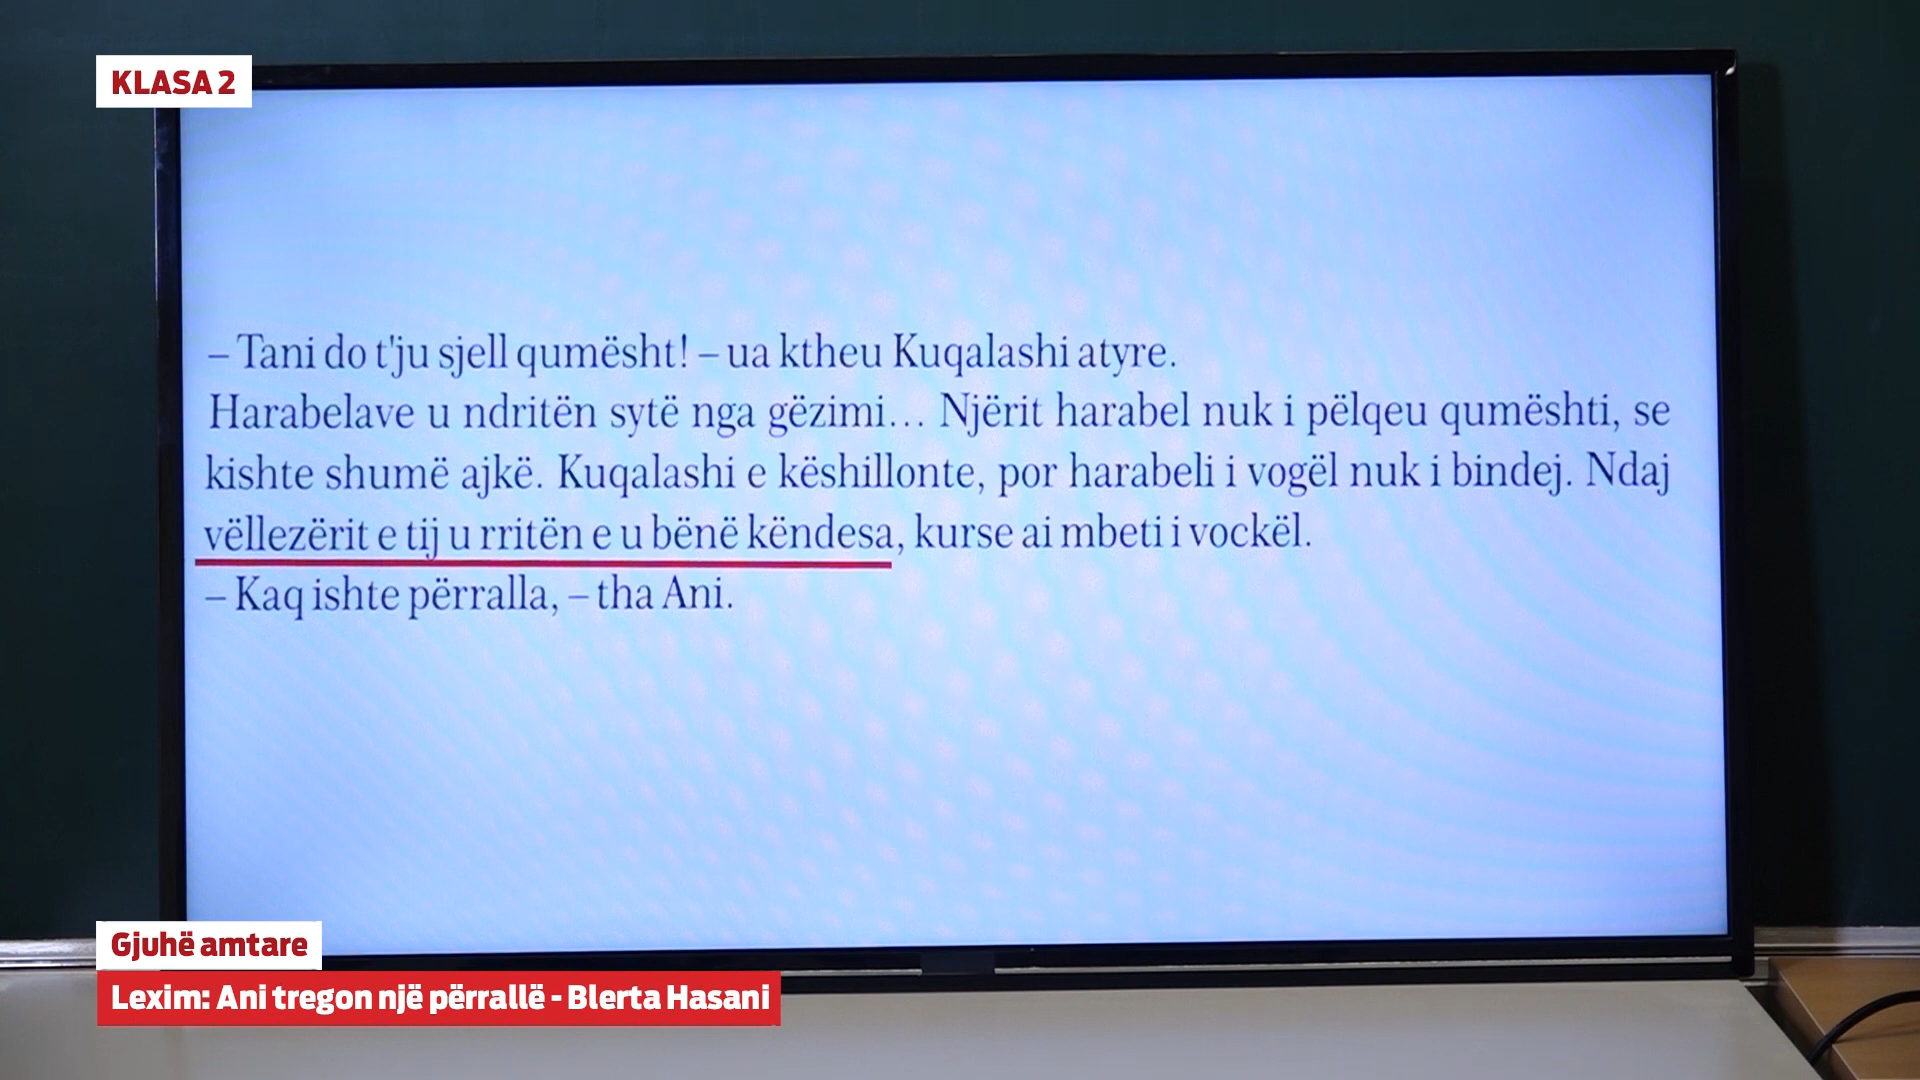 KLASA 2
– Tani do t'ju sjell qumësht! – ua ktheu Kuqalashi atyre.
Harabelave u ndritën sytë nga gëzimi... Njërit harabel nuk i pëlqeu qumështi, se
kishte shumë ajkë. Kuqalashi e këshillonte, por harabeli i vogël nuk i bindej. Ndaj
vëllezërit e tij u rritën e u bënë këndesa, kurse ai mbeti i vockël.
– Kaq ishte përralla, – tha Ani.
Gjuhë amtare
Lexim: Ani tregon një përrallë - Blerta Hasani